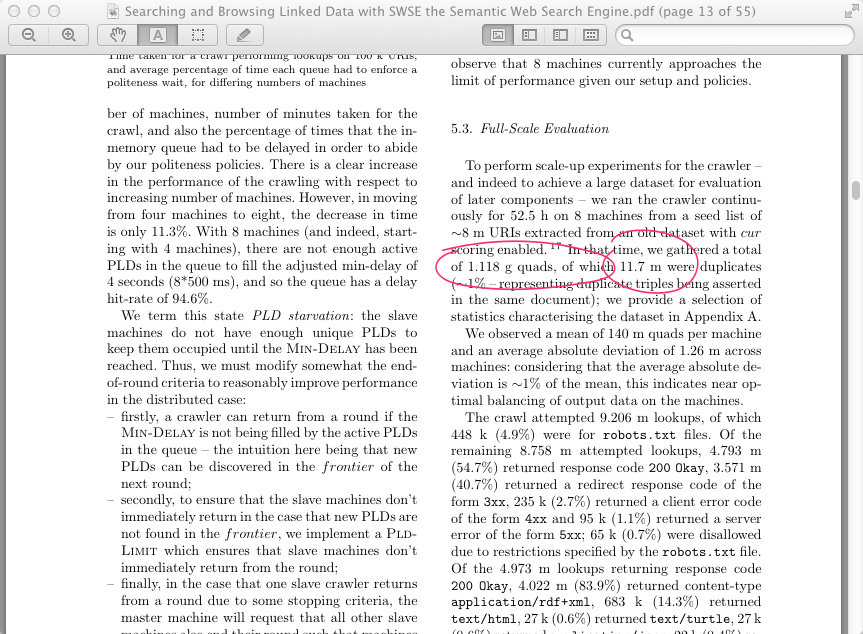 Searching and Browsing Linked Data with SWSE the Semantic Web Search Engine.pdf (page 13 of 55)
A
Time taken for a crawl performing lookups on 100 k URIs,
and average percentage of time each queue had to enforce a
politeness wait, for differing numbers of machines
ber of machines, number of minutes taken for the
crawl, and also the percentage of times that the in-
memory queue had to be delayed in order to abide
by our politeness policies. There is a clear increase
in the performance of the crawling with respect to
increasing number of machines. However, in moving
from four machines to eight, the decrease in time
is only 11.3%. With 8 machines (and indeed, start-
ing with 4 machines), there are not enough active
PLDs in the queue to fill the adjusted min-delay of
4 seconds (8*500 ms), and so the queue has a delay
hit-rate of 94.6%.
We term this state PLD starvation: the slave
machines do not have enough unique PLDs to
keep them occupied until the MIN-DELAY has been
reached. Thus, we must modify somewhat the end-
of-round criteria to reasonably improve performance
in the distributed case:
– firstly, a crawler can return from a round if the
MIN-DELAY is not being filled by the active PLDs
in the queue – the intuition here being that new
PLDs can be discovered in the frontier of the
next round;
– secondly, to ensure that the slave machines don't
immediately return in the case that new PLDs are
not found in the frontier, we implement a PLD-
LIMIT which ensures that slave machines don't
immediately return from the round;
– finally, in the case that one slave crawler returns
from a round due to some stopping criteria, the
master machine will request that all other slave
machines also end their round such that machines
observe that 8 machines currently approaches the
limit of performance given our setup and policies.
5.3. Full-Scale Evaluation
To perform scale-up experiments for the crawler –
and indeed to achieve a large dataset for evaluation
of later components – we ran the crawler continu-
ously for 52.5 h on 8 machines from a seed list of
~8 m URIs extracted from an old dataset with cur
scoring enabled. 17 In that time, we gathered a total
of 1.118 g quads, of which 11.7 m were duplicates
(~1% – representing duplicate triples being asserted
in the same document); we provide a selection of
statistics characterising the dataset in Appendix A.
We observed a mean of 140 m quads per machine
and an average absolute deviation of 1.26 m across
machines: considering that the average absolute de-
viation is ~1% of the mean, this indicates near op-
timal balancing of output data on the machines.
The crawl attempted 9.206 m lookups, of which
448 k (4.9%) were for robots.txt files. Of the
remaining 8.758 m attempted lookups, 4.793 m
(54.7%) returned response code 200 Okay, 3.571 m
(40.7%) returned a redirect response code of the
form 3xx, 235 k (2.7%) returned a client error code
of the form 4xx and 95 k (1.1%) returned a server
error of the form 5xx; 65 k (0.7%) were disallowed
due to restrictions specified by the robots.txt file.
Of the 4.973 m lookups returning response code
200 Okay, 4.022 m (83.9%) returned content-type
application/rdf+xml, 683 k (14.3%) returned
text/html, 27 k (0.6%) returned text/turtle, 27 k